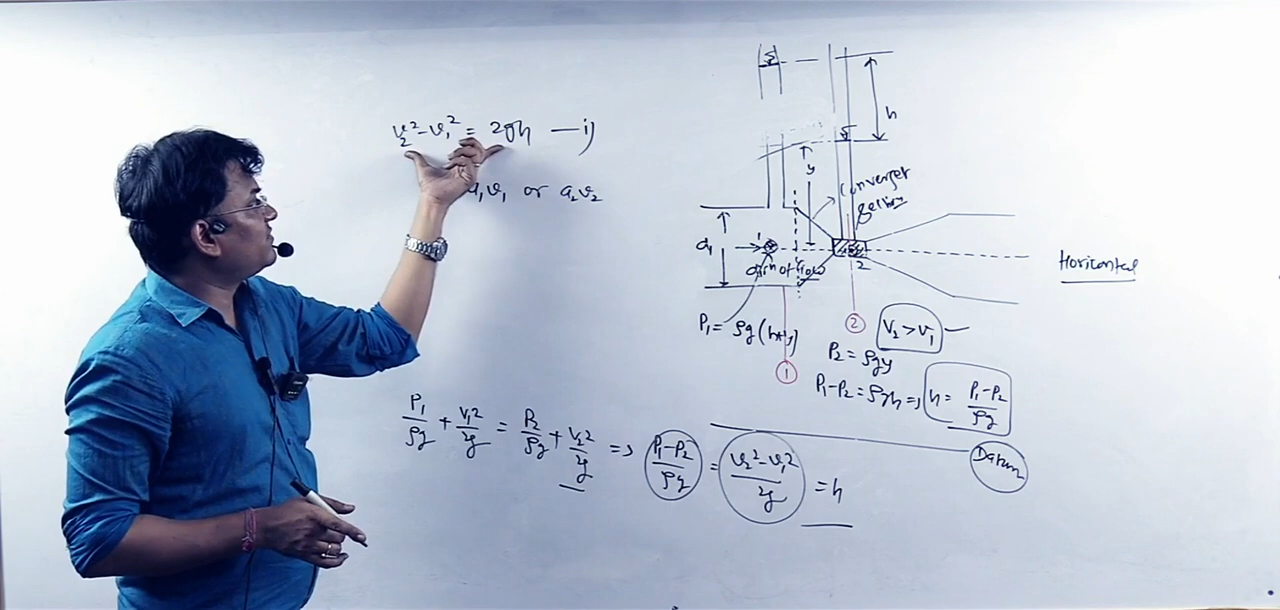 v₂² - v₁² = 2gh — i)
a₁v₁ or a₂v₂
h
y
Converger
d₁
1
2
dirn of flow
Horizontal
P₁ = ρg(h+y)
①
②
V₂ > V₁
P₂ = ρgy
P₁-P₂ = ρgh => h = P₁-P₂/ρg
P₁/ρg + V₁²/2g = P₂/ρg + V₂²/2g => P₁-P₂/ρg = v₂²-v₁²/2g = h
Datum